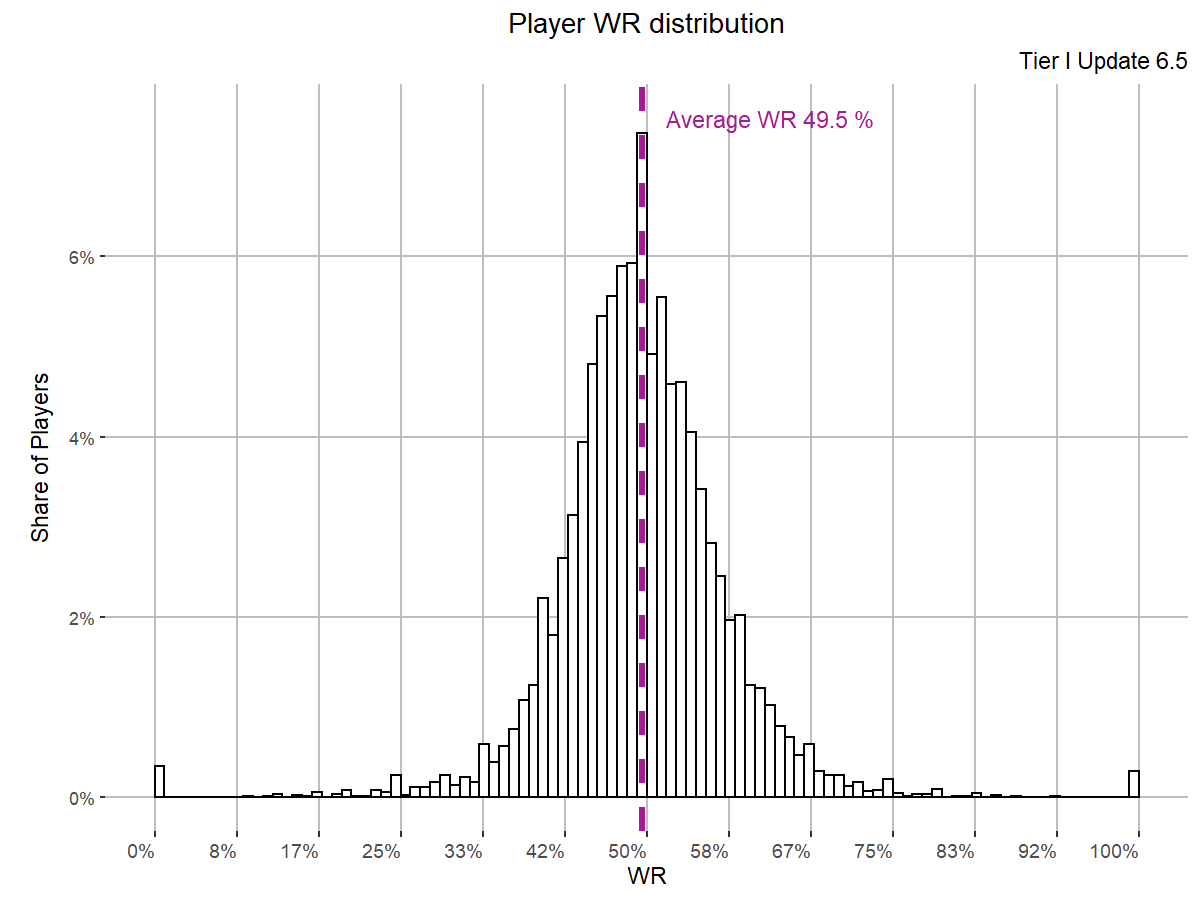 Player WR distribution
Tier I Update 6.5
Average WR 49.5 %
6%
4%
2%
0%
Share of Players
0% 8% 17% 25% 33% 42% 50% 58% 67% 75% 83% 92% 100%
WR